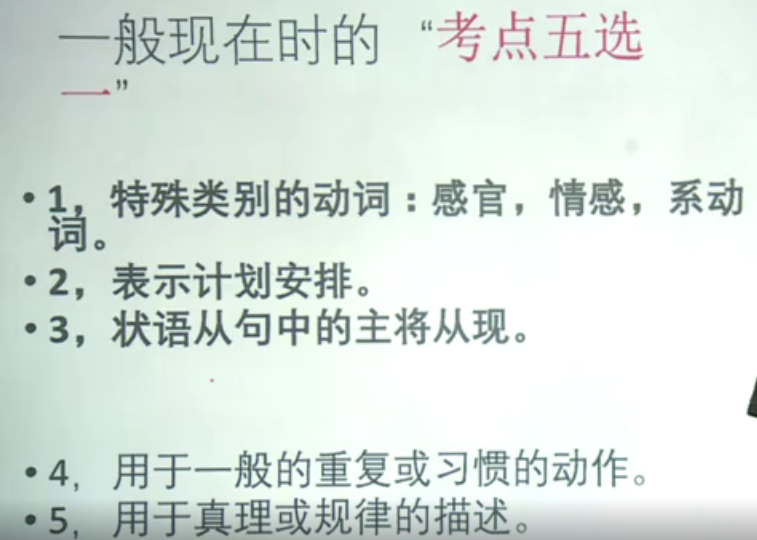 一般现在时的 “考点五选
一”
• 1，特殊类别的动词：感官，情感，系动
词。
• 2，表示计划安排。
• 3，状语从句中的主将从现。
• 4，用于一般的重复或习惯的动作。
• 5，用于真理或规律的描述。